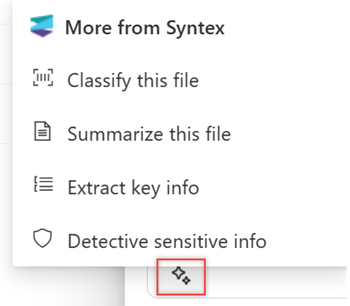 More from Syntex
Classify this file
Summarize this file
Extract key info
Detective sensitive info